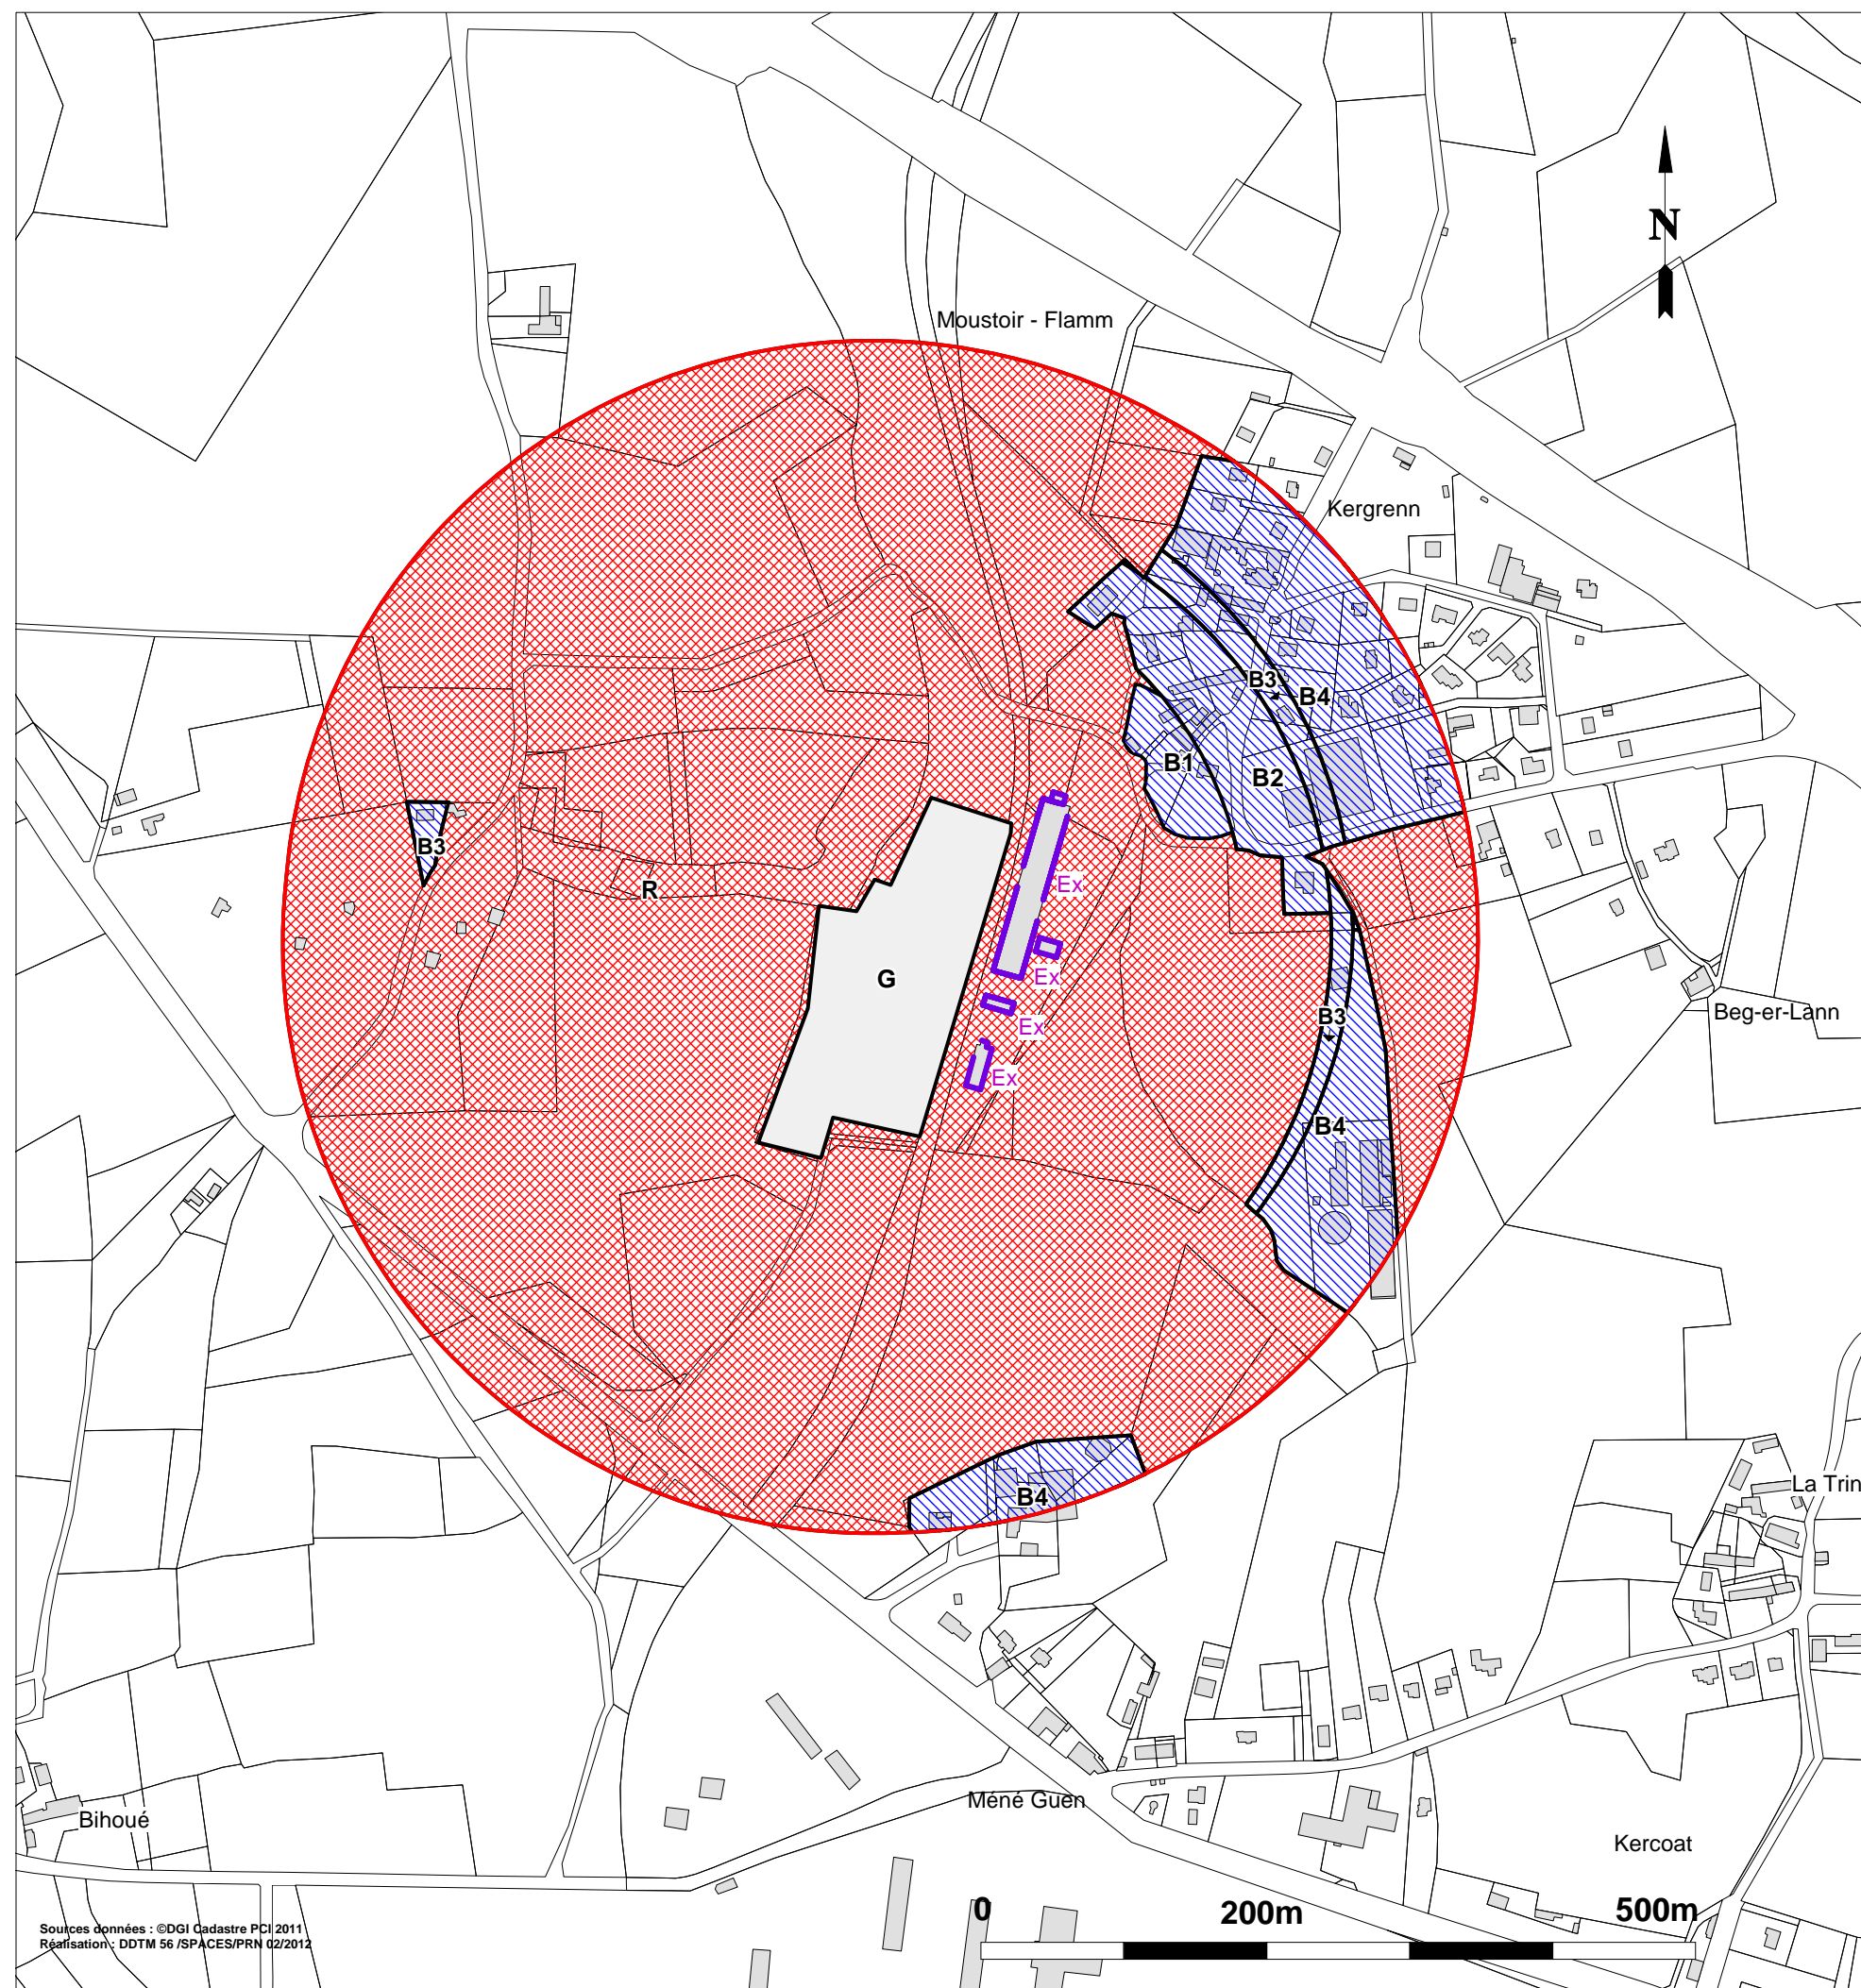 N
Moustoir - Flamm
Kergrenn
B3
B4
B1
B2
B3
R
Ex
G
Ex
Beg-er-Lann
B3
Ex
Ex
B4
La Trin
B4
Méné Guen
Bihoué
Kercoat
0
200m
500m
Sources données : ©DGI Cadastre PCI 2011
Réalisation : DDTM 56 /SPACES/PRN 02/2012